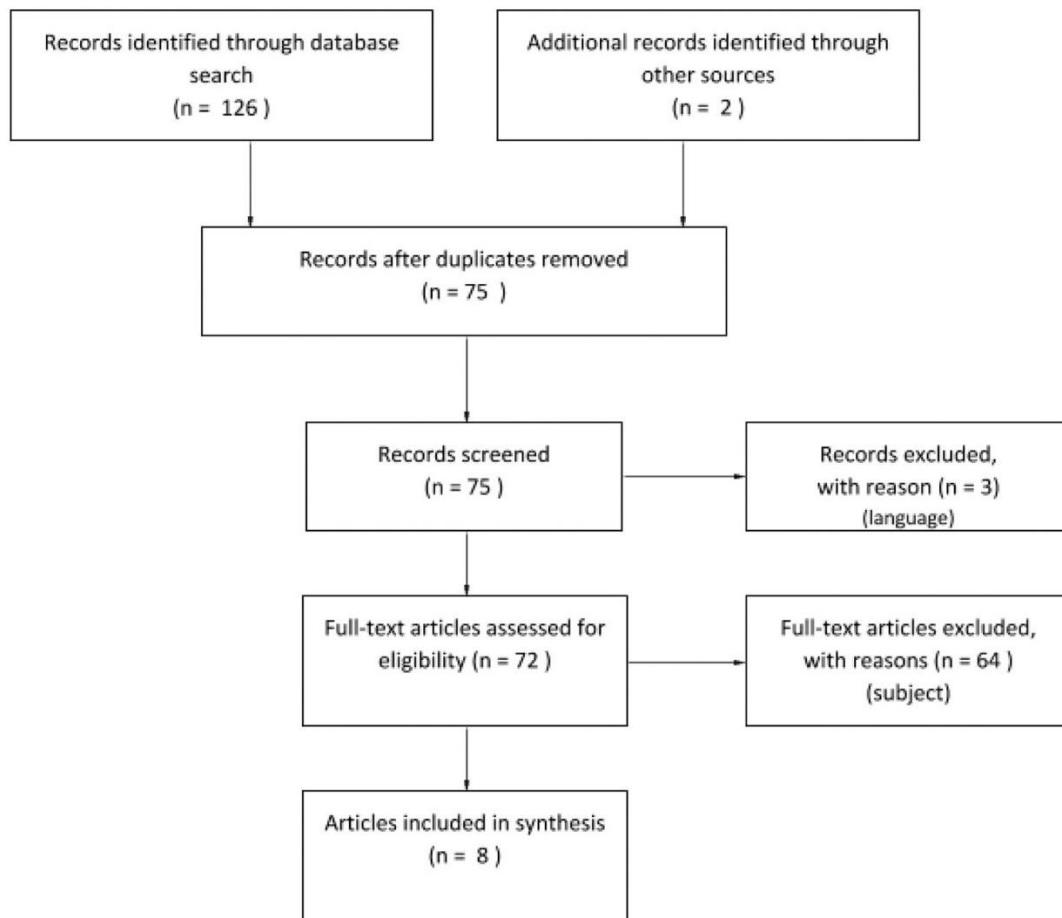 Records identified through database
search
(n =  126 )
Additional records identified through
other sources
(n =  2 )
Records after duplicates removed
(n = 75  )
Records screened
(n = 75 )
Records excluded,
with reason (n = 3)
(language)
Full-text articles assessed for
eligibility (n = 72 )
Full-text articles excluded,
with reasons (n = 64 )
(subject)
Articles included in synthesis
(n =  8 )